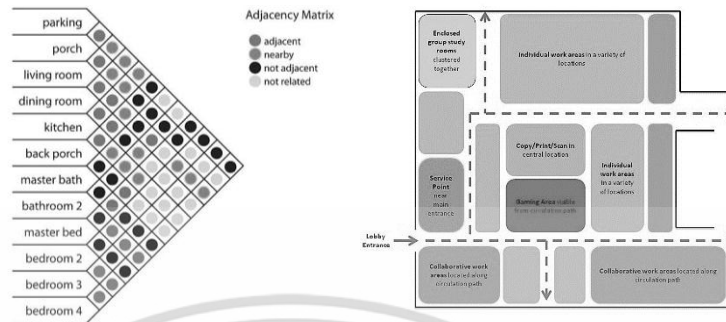 parking
porch
living room
dining room
kitchen
back porch
master bath
bathroom 2
master bed
bedroom 2
bedroom 3
bedroom 4
Adjacency Matrix
adjacent
nearby
not adjacent
not related
Enclosed
group study
rooms
clustered
together
Individual work areas in a variety of
locations
Copy/Print/Scan in
central location
Individual
work areas
in a variety
of locations
Service
Point
near
main
entrance
Gaming Area visible
from circulation path
Lobby
Entrance
Collaborative work
areas located along
circulation path
Collaborative work areas located along
circulation path